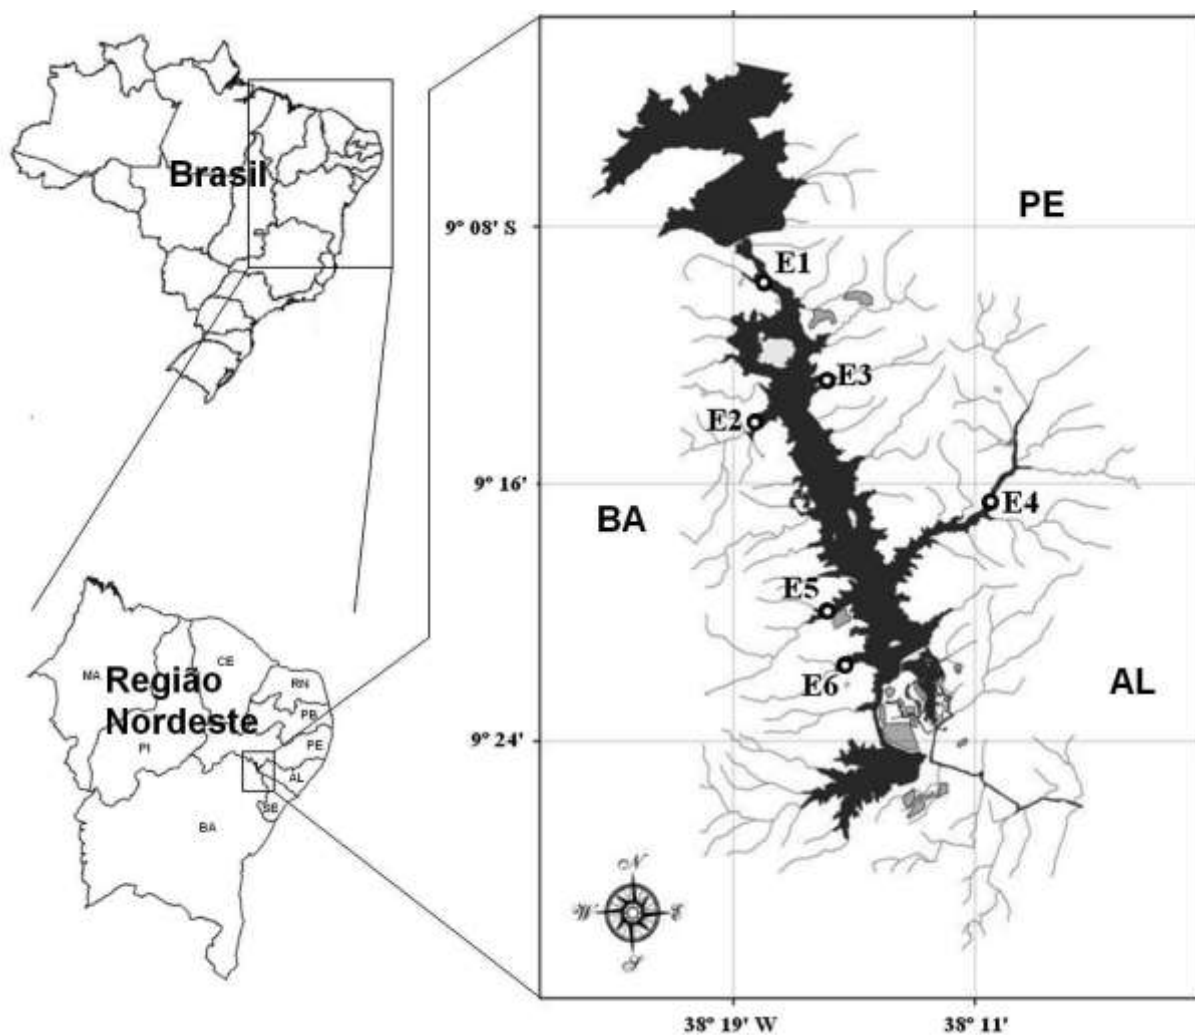 Brasil
PE
9° 08' S
E1
E3
E2
9° 16'
E4
BA
E5
E6
AL
9° 24'
MA
CE
Região
Nordeste
RN
PB
PI
PE
AL
SE
BA
N
W
E
S
38° 19' W
38° 11'